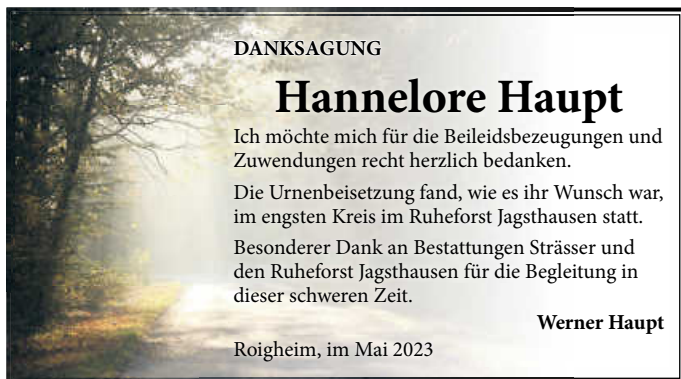 DANKSAGUNG
Hannelore Haupt
Ich möchte mich für die Beileidsbezeugungen und
Zuwendungen recht herzlich bedanken.
Die Urnenbeisetzung fand, wie es ihr Wunsch war,
im engsten Kreis im Ruheforst Jagsthausen statt.
Besonderer Dank an Bestattungen Strässer und
den Ruheforst Jagsthausen für die Begleitung in
dieser schweren Zeit.
Werner Haupt
Roigheim, im Mai 2023